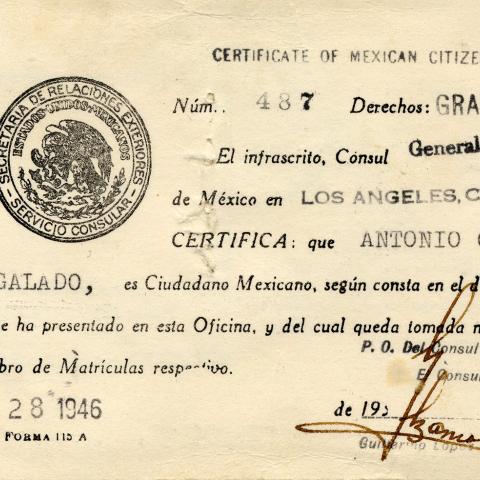 CERTIFICATE OF MEXICAN CITIZE
SECRETARIA DE RELACIONES EXTERIORES
ESTADOS UNIDOS MEXICANOS
SERVICIO CONSULAR
Núm.. 487 Derechos: GRA
El infrascrito, Cónsul General
de México en LOS ANGELES, C
CERTIFICA: que ANTONIO
GALADO, es Ciudadano Mexicano, según consta en el d
e ha presentado en esta Oficina, y del cual queda tomada n
bro de Matrículas respectivo.
P. O. Del Consul
El Consul
28 1946 de 19
FORMA 115 A